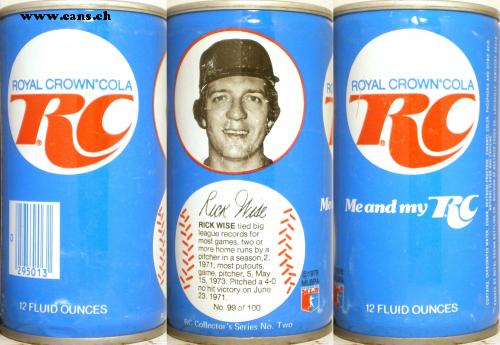 www.cans.ch
ROYAL CROWN®COLA
RC
295013
12 FLUID OUNCES
Rick Wise
RICK WISE tied big
league records for
most games, two or
more home runs by a
pitcher in a season, 2,
1971; most putouts,
game, pitcher, 5, May
15, 1973. Pitched a 4-0
no hit victory on June
23, 1971.
No. 99 of 100
RC Collector's Series No. Two
Me
ROYAL CROWN®COLA
RC
Me and my RC
12 FLUID OUNCES